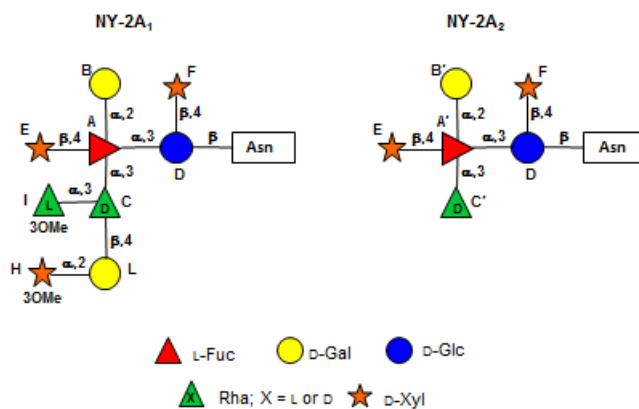 NY-2A₁ NY-2A₂
B F B′ F
α,2 β,4 α,2 β,4
E A E A′
β,4 α,3 β Asn β,4 α,3 β Asn
α,3 D α,3 D
I L α,3 D C D C′
3OMe
β,4
H α,2 L
3OMe
L-Fuc D-Gal D-Glc
X Rha; X = L or D D-Xyl